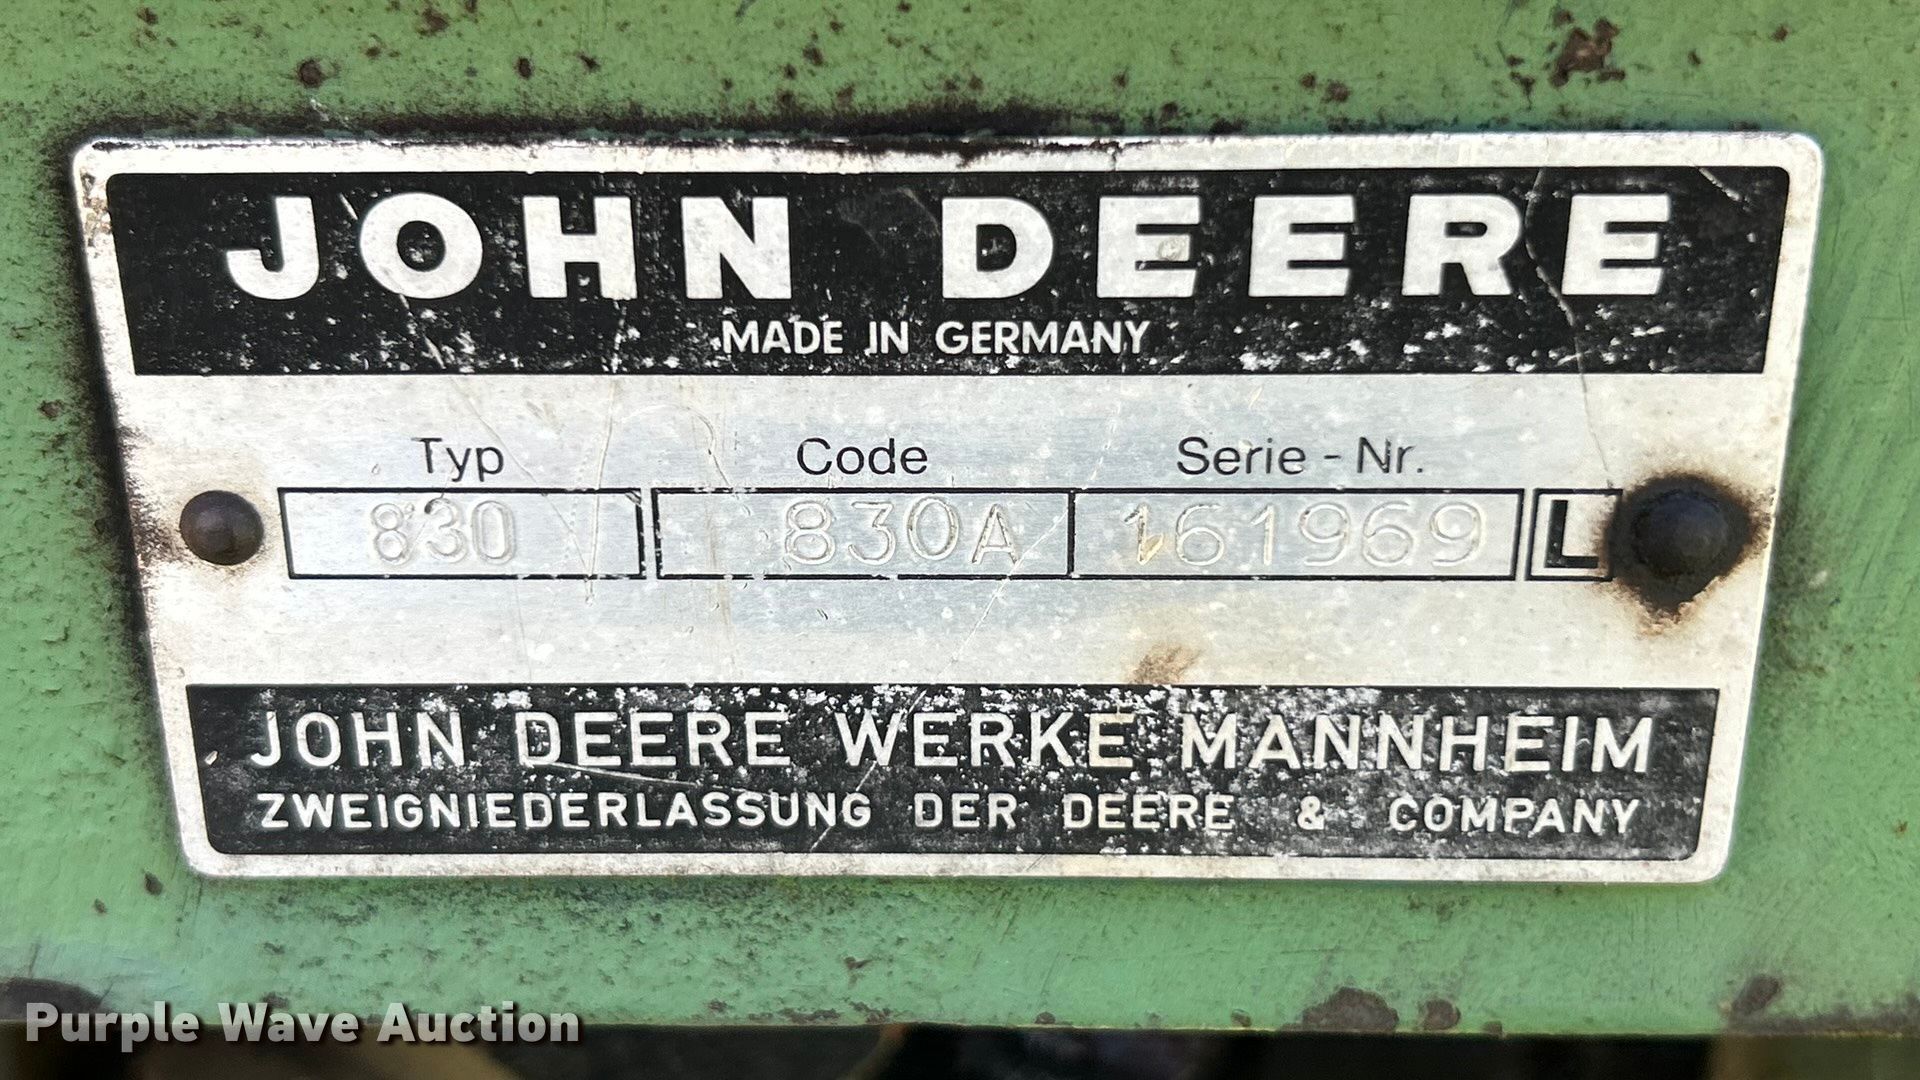 JOHN DEERE
MADE IN GERMANY
Typ Code Serie - Nr.
830 830A 161969 L
JOHN DEERE WERKE MANNHEIM
ZWEIGNIEDERLASSUNG DER DEERE & COMPANY
Purple Wave Auction